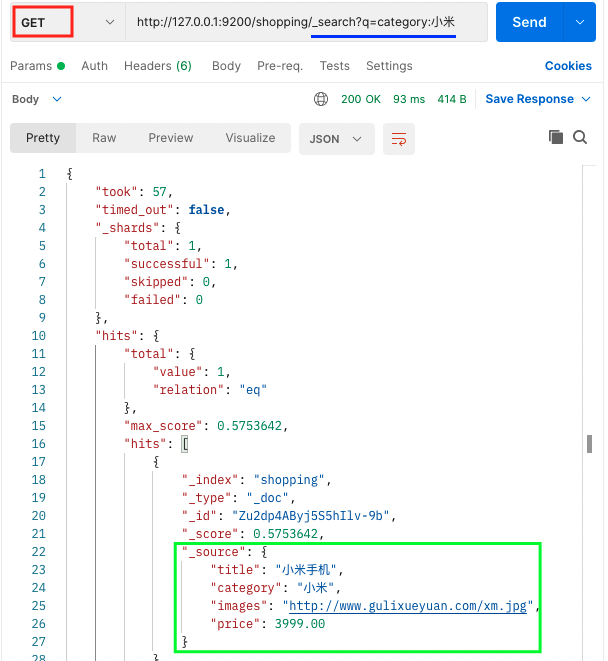 GET http://127.0.0.1:9200/shopping/_search?q=category:小米 Send
Params Auth Headers (6) Body Pre-req. Tests Settings Cookies
Body 200 OK 93 ms 414 B Save Response
Pretty Raw Preview Visualize JSON
1 {
2 "took": 57,
3 "timed_out": false,
4 "_shards": {
5 "total": 1,
6 "successful": 1,
7 "skipped": 0,
8 "failed": 0
9 },
10 "hits": {
11 "total": {
12 "value": 1,
13 "relation": "eq"
14 },
15 "max_score": 0.5753642,
16 "hits": [
17 {
18 "_index": "shopping",
19 "_type": "_doc",
20 "_id": "Zu2dp4AByj5S5hIlv-9b",
21 "_score": 0.5753642,
22 "_source": {
23 "title": "小米手机",
24 "category": "小米",
25 "images": "http://www.gulixueyuan.com/xm.jpg",
26 "price": 3999.00
27 }
28 }